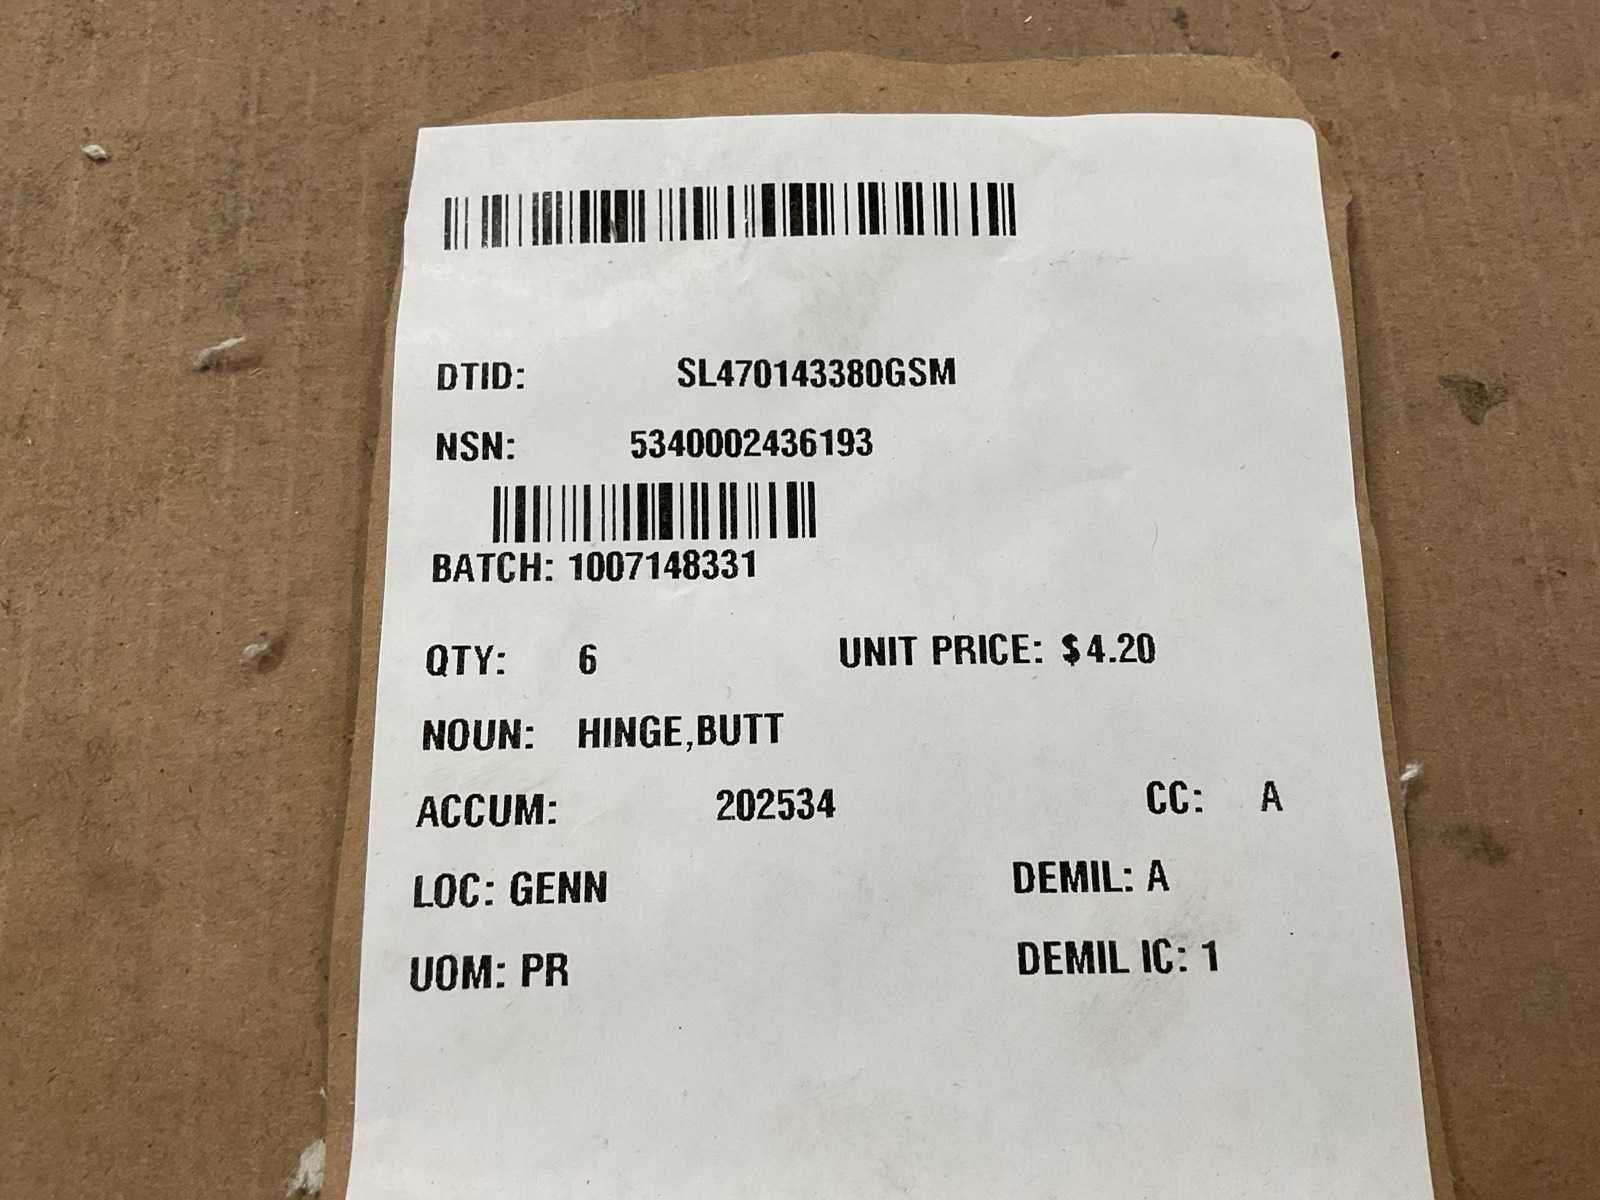 DTID: SL470143380GSM
NSN: 5340002436193
BATCH: 1007148331
QTY: 6 UNIT PRICE: $4.20
NOUN: HINGE,BUTT
ACCUM: 202534 CC: A
LOC: GENN DEMIL: A
UOM: PR DEMIL IC: 1